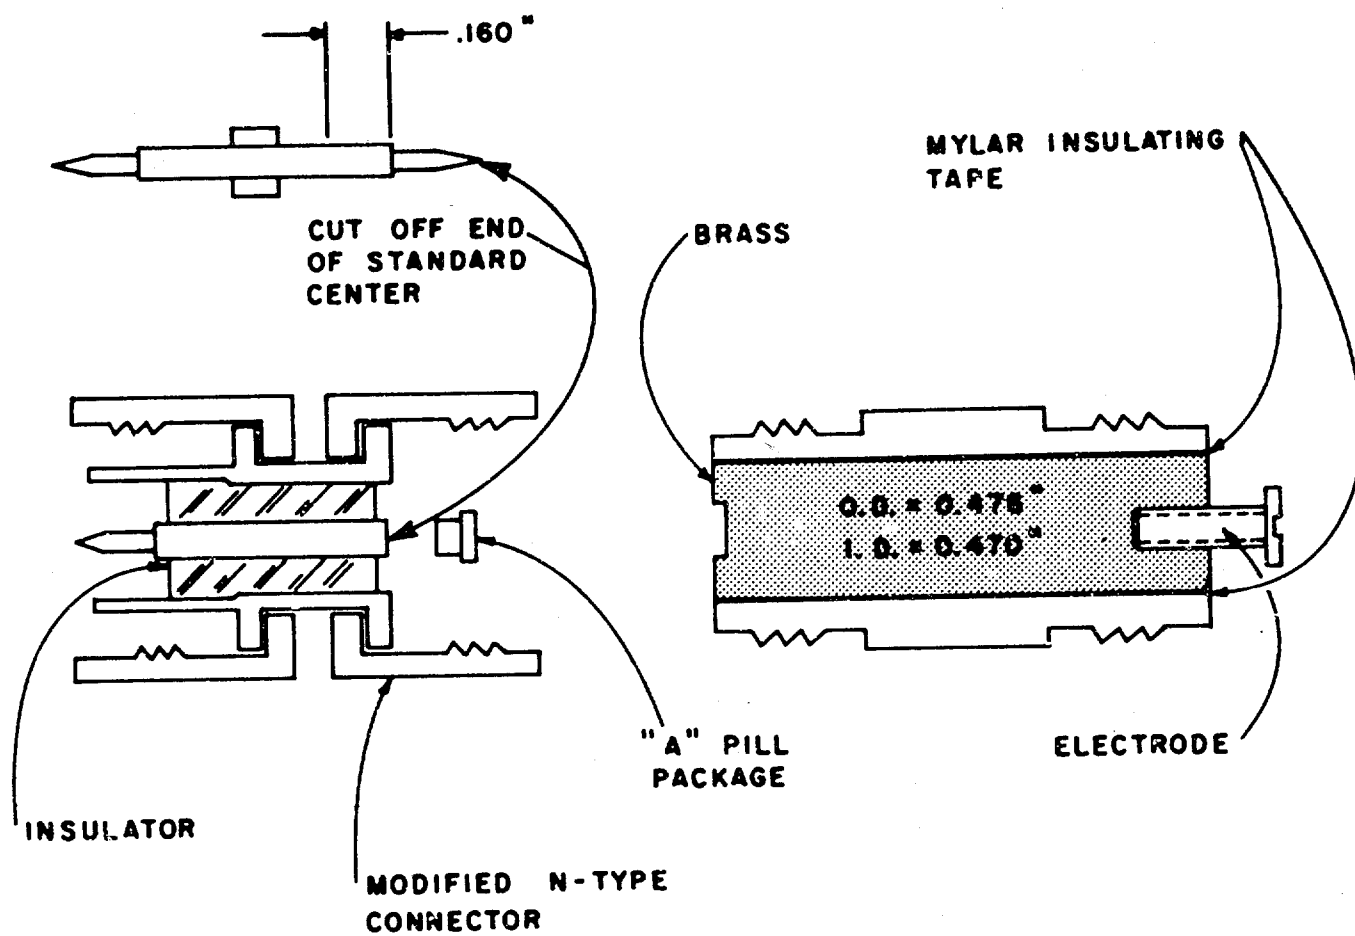 .160"
MYLAR INSULATING
TAPE
CUT OFF END
OF STANDARD
CENTER
BRASS
O.D.= 0.476"
I.D.= 0.470"
"A" PILL
PACKAGE
ELECTRODE
INSULATOR
MODIFIED N-TYPE
CONNECTOR